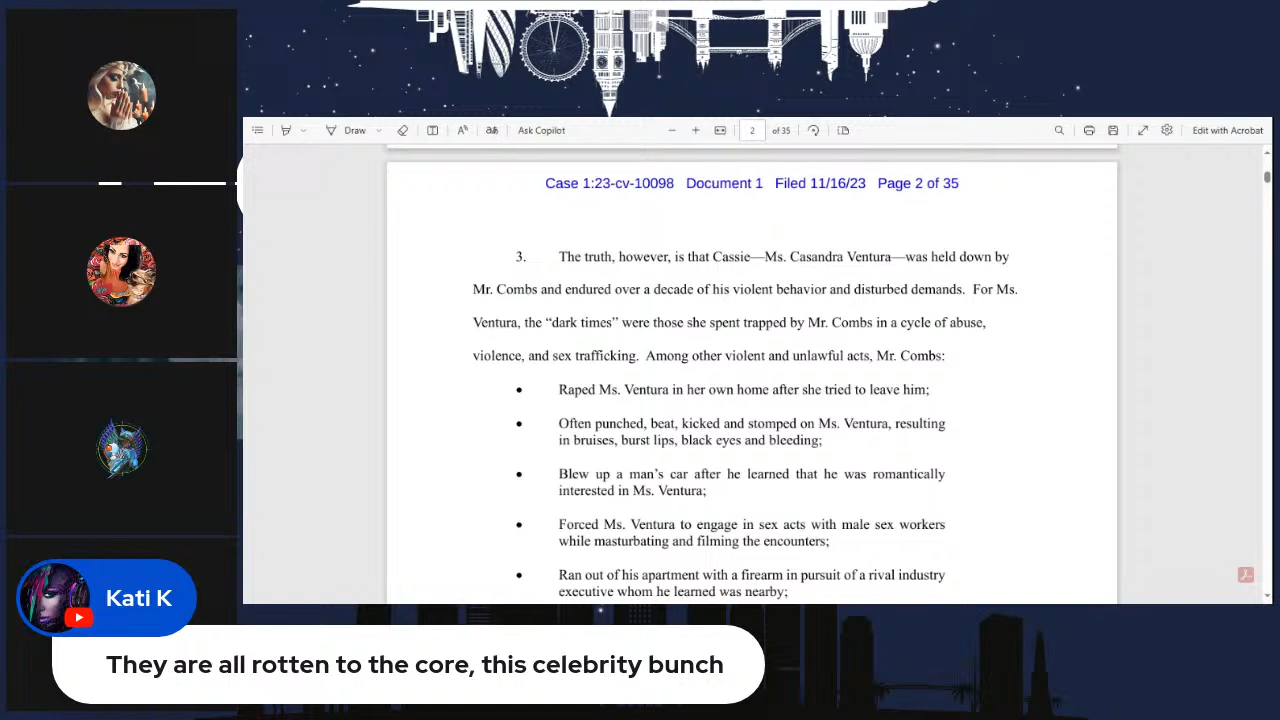 Draw
Ask Copilot
2
of 35
Edit with Acrobat
Case 1:23-cv-10098 Document 1 Filed 11/16/23 Page 2 of 35
3. The truth, however, is that Cassie—Ms. Casandra Ventura—was held down by
Mr. Combs and endured over a decade of his violent behavior and disturbed demands. For Ms.
Ventura, the “dark times” were those she spent trapped by Mr. Combs in a cycle of abuse,
violence, and sex trafficking. Among other violent and unlawful acts, Mr. Combs:
• Raped Ms. Ventura in her own home after she tried to leave him;
• Often punched, beat, kicked and stomped on Ms. Ventura, resulting
in bruises, burst lips, black eyes and bleeding;
• Blew up a man’s car after he learned that he was romantically
interested in Ms. Ventura;
• Forced Ms. Ventura to engage in sex acts with male sex workers
while masturbating and filming the encounters;
• Ran out of his apartment with a firearm in pursuit of a rival industry
executive whom he learned was nearby;
Kati K
They are all rotten to the core, this celebrity bunch